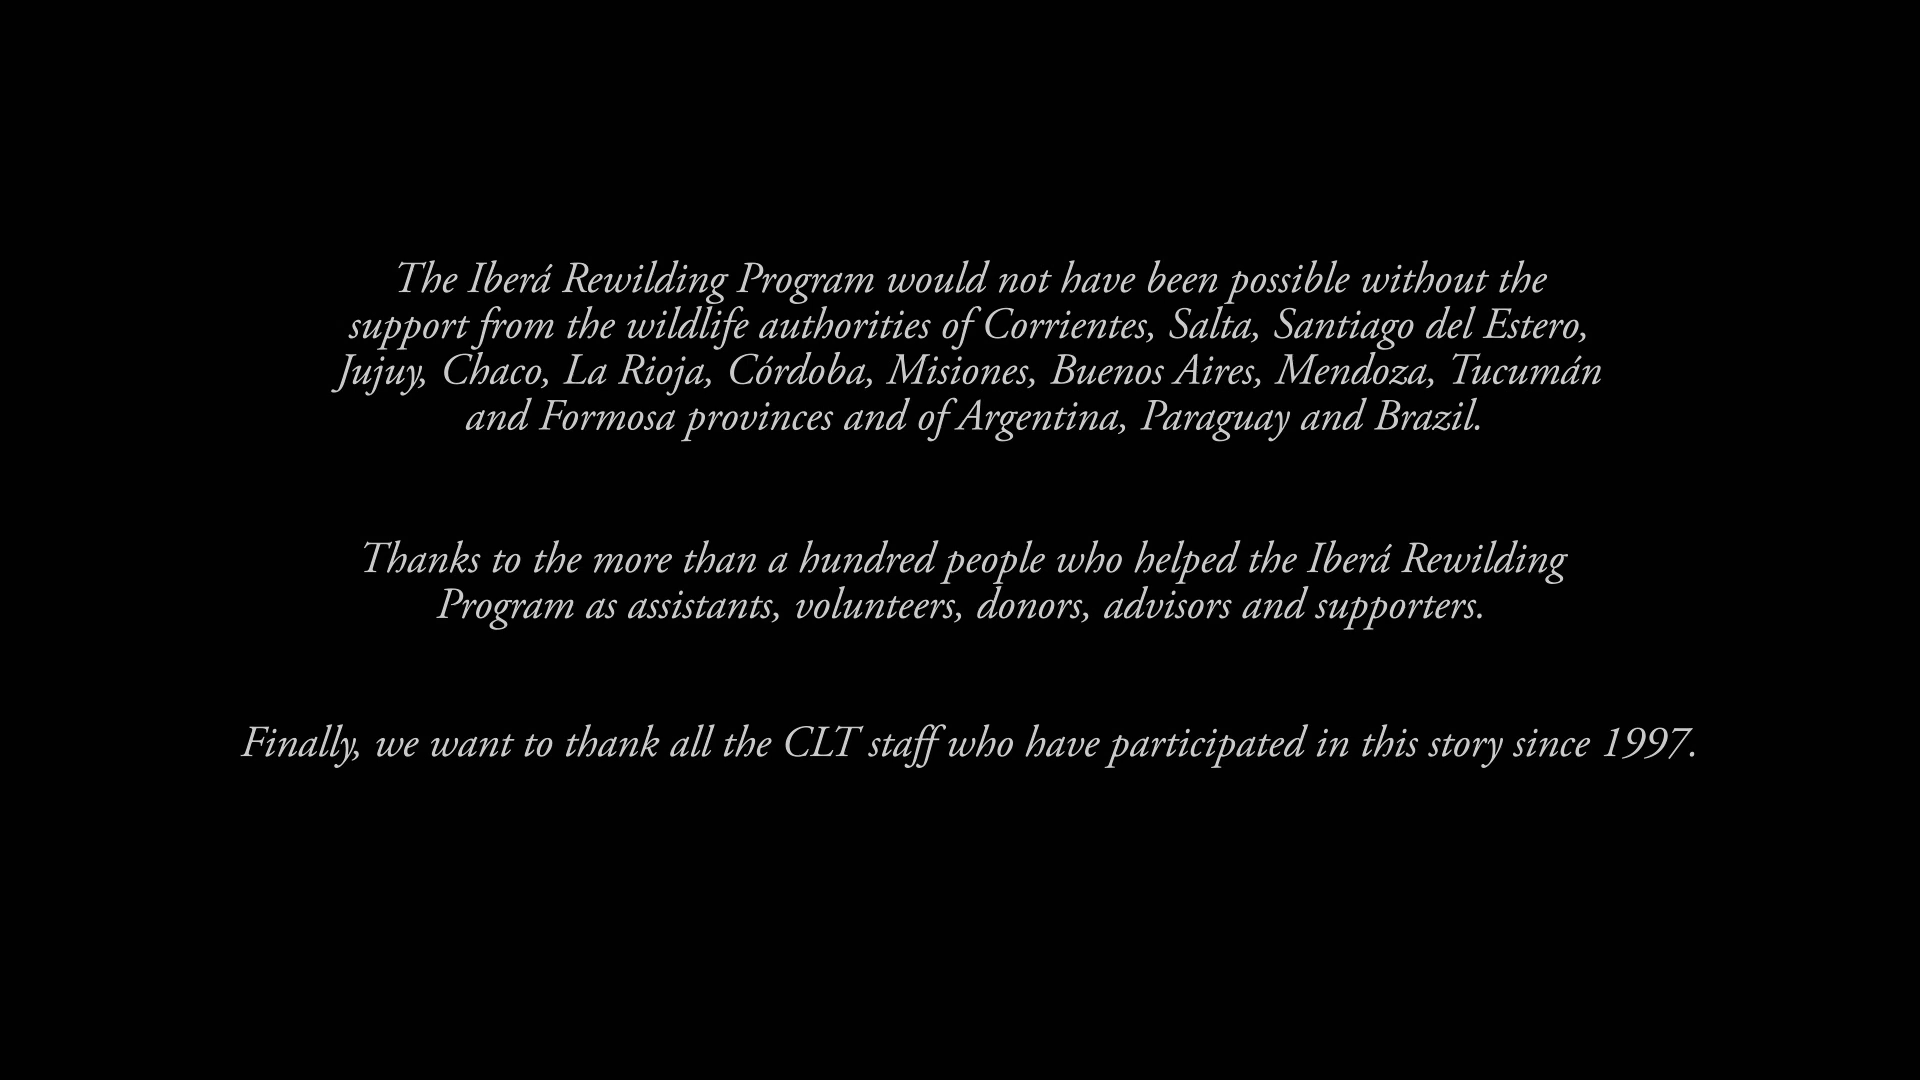 The Iberá Rewilding Program would not have been possible without the
support from the wildlife authorities of Corrientes, Salta, Santiago del Estero,
Jujuy, Chaco, La Rioja, Córdoba, Misiones, Buenos Aires, Mendoza, Tucumán
and Formosa provinces and of Argentina, Paraguay and Brazil.
Thanks to the more than a hundred people who helped the Iberá Rewilding
Program as assistants, volunteers, donors, advisors and supporters.
Finally, we want to thank all the CLT staff who have participated in this story since 1997.